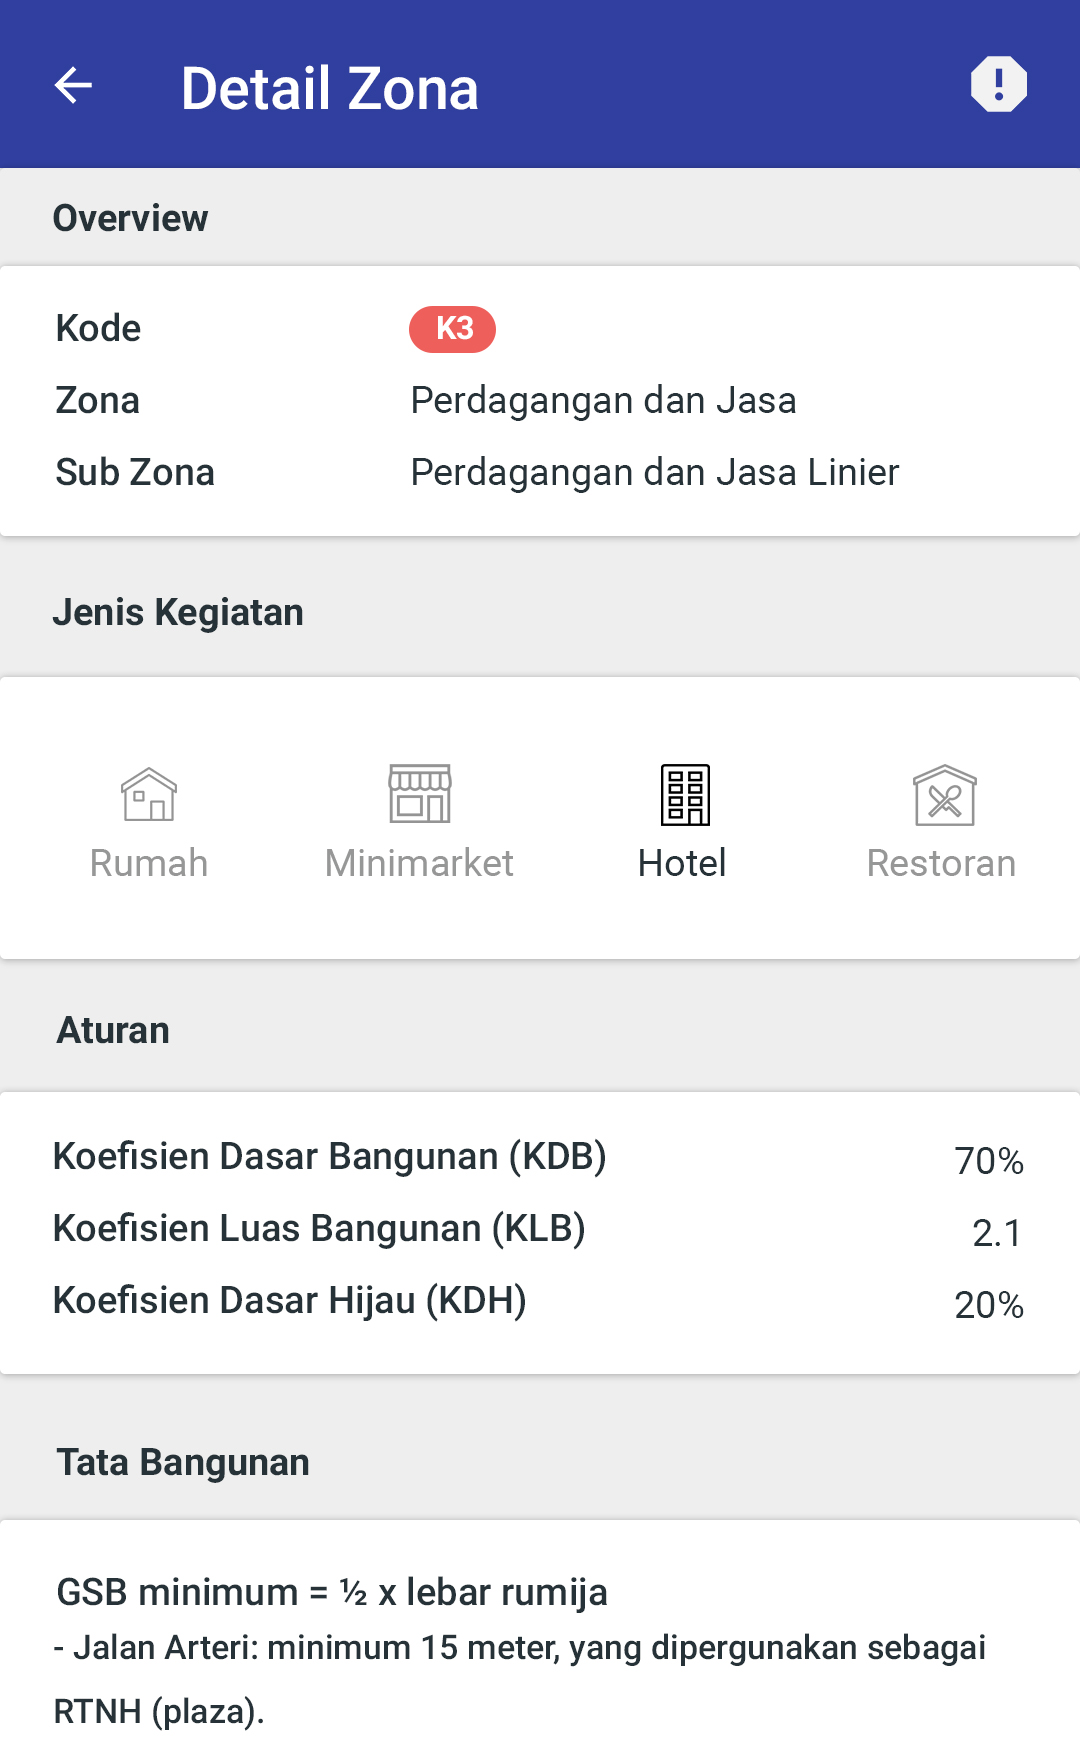 Detail Zona
Overview
Kode K3
Zona Perdagangan dan Jasa
Sub Zona Perdagangan dan Jasa Linier
Jenis Kegiatan
Rumah Minimarket Hotel Restoran
Aturan
Koefisien Dasar Bangunan (KDB) 70%
Koefisien Luas Bangunan (KLB) 2.1
Koefisien Dasar Hijau (KDH) 20%
Tata Bangunan
GSB minimum = ½ x lebar rumija
- Jalan Arteri: minimum 15 meter, yang dipergunakan sebagai
RTNH (plaza).